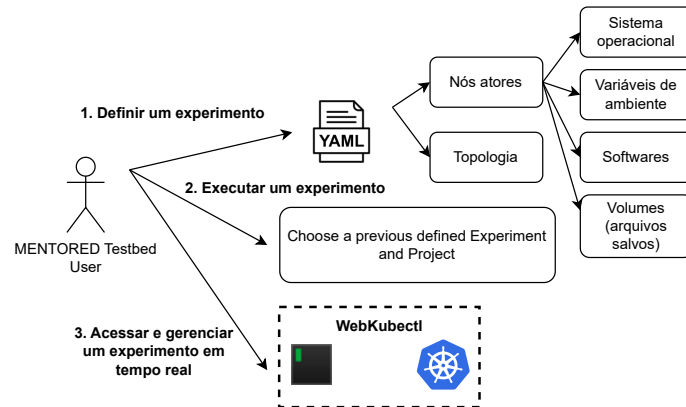 Sistema
operacional
Nós atores
Variáveis de
ambiente
1. Definir um experimento
YAML
Topologia
Softwares
2. Executar um experimento
Volumes
(arquivos
salvos)
MENTORED Testbed
User
Choose a previous defined Experiment
and Project
3. Acessar e gerenciar
um experimento em
tempo real
WebKubectl